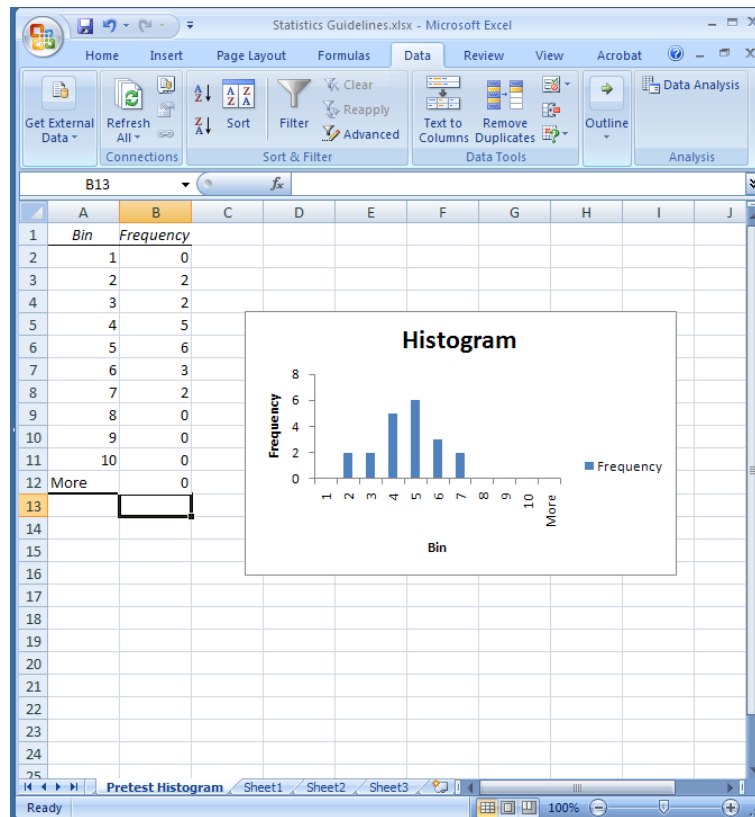 Statistics Guidelines.xlsx - Microsoft Excel
Home Insert Page Layout Formulas Data Review View Acrobat
Get External Data
Refresh All
Connections
Sort
Filter
Clear
Reapply
Advanced
Sort & Filter
Text to Columns
Remove Duplicates
Data Tools
Outline
Data Analysis
Analysis
B13 fx
A B C D E F G H I J
1 Bin Frequency
2 1 0
3 2 2
4 3 2
5 4 5
6 5 6
7 6 3
8 7 2
9 8 0
10 9 0
11 10 0
12 More 0
13
14
15
16
17
18
19
20
21
22
23
24
25
Histogram
Frequency
8
6
4
2
0
1 2 3 4 5 6 7 8 9 10 More
Bin
Frequency
Pretest Histogram Sheet1 Sheet2 Sheet3
Ready 100%